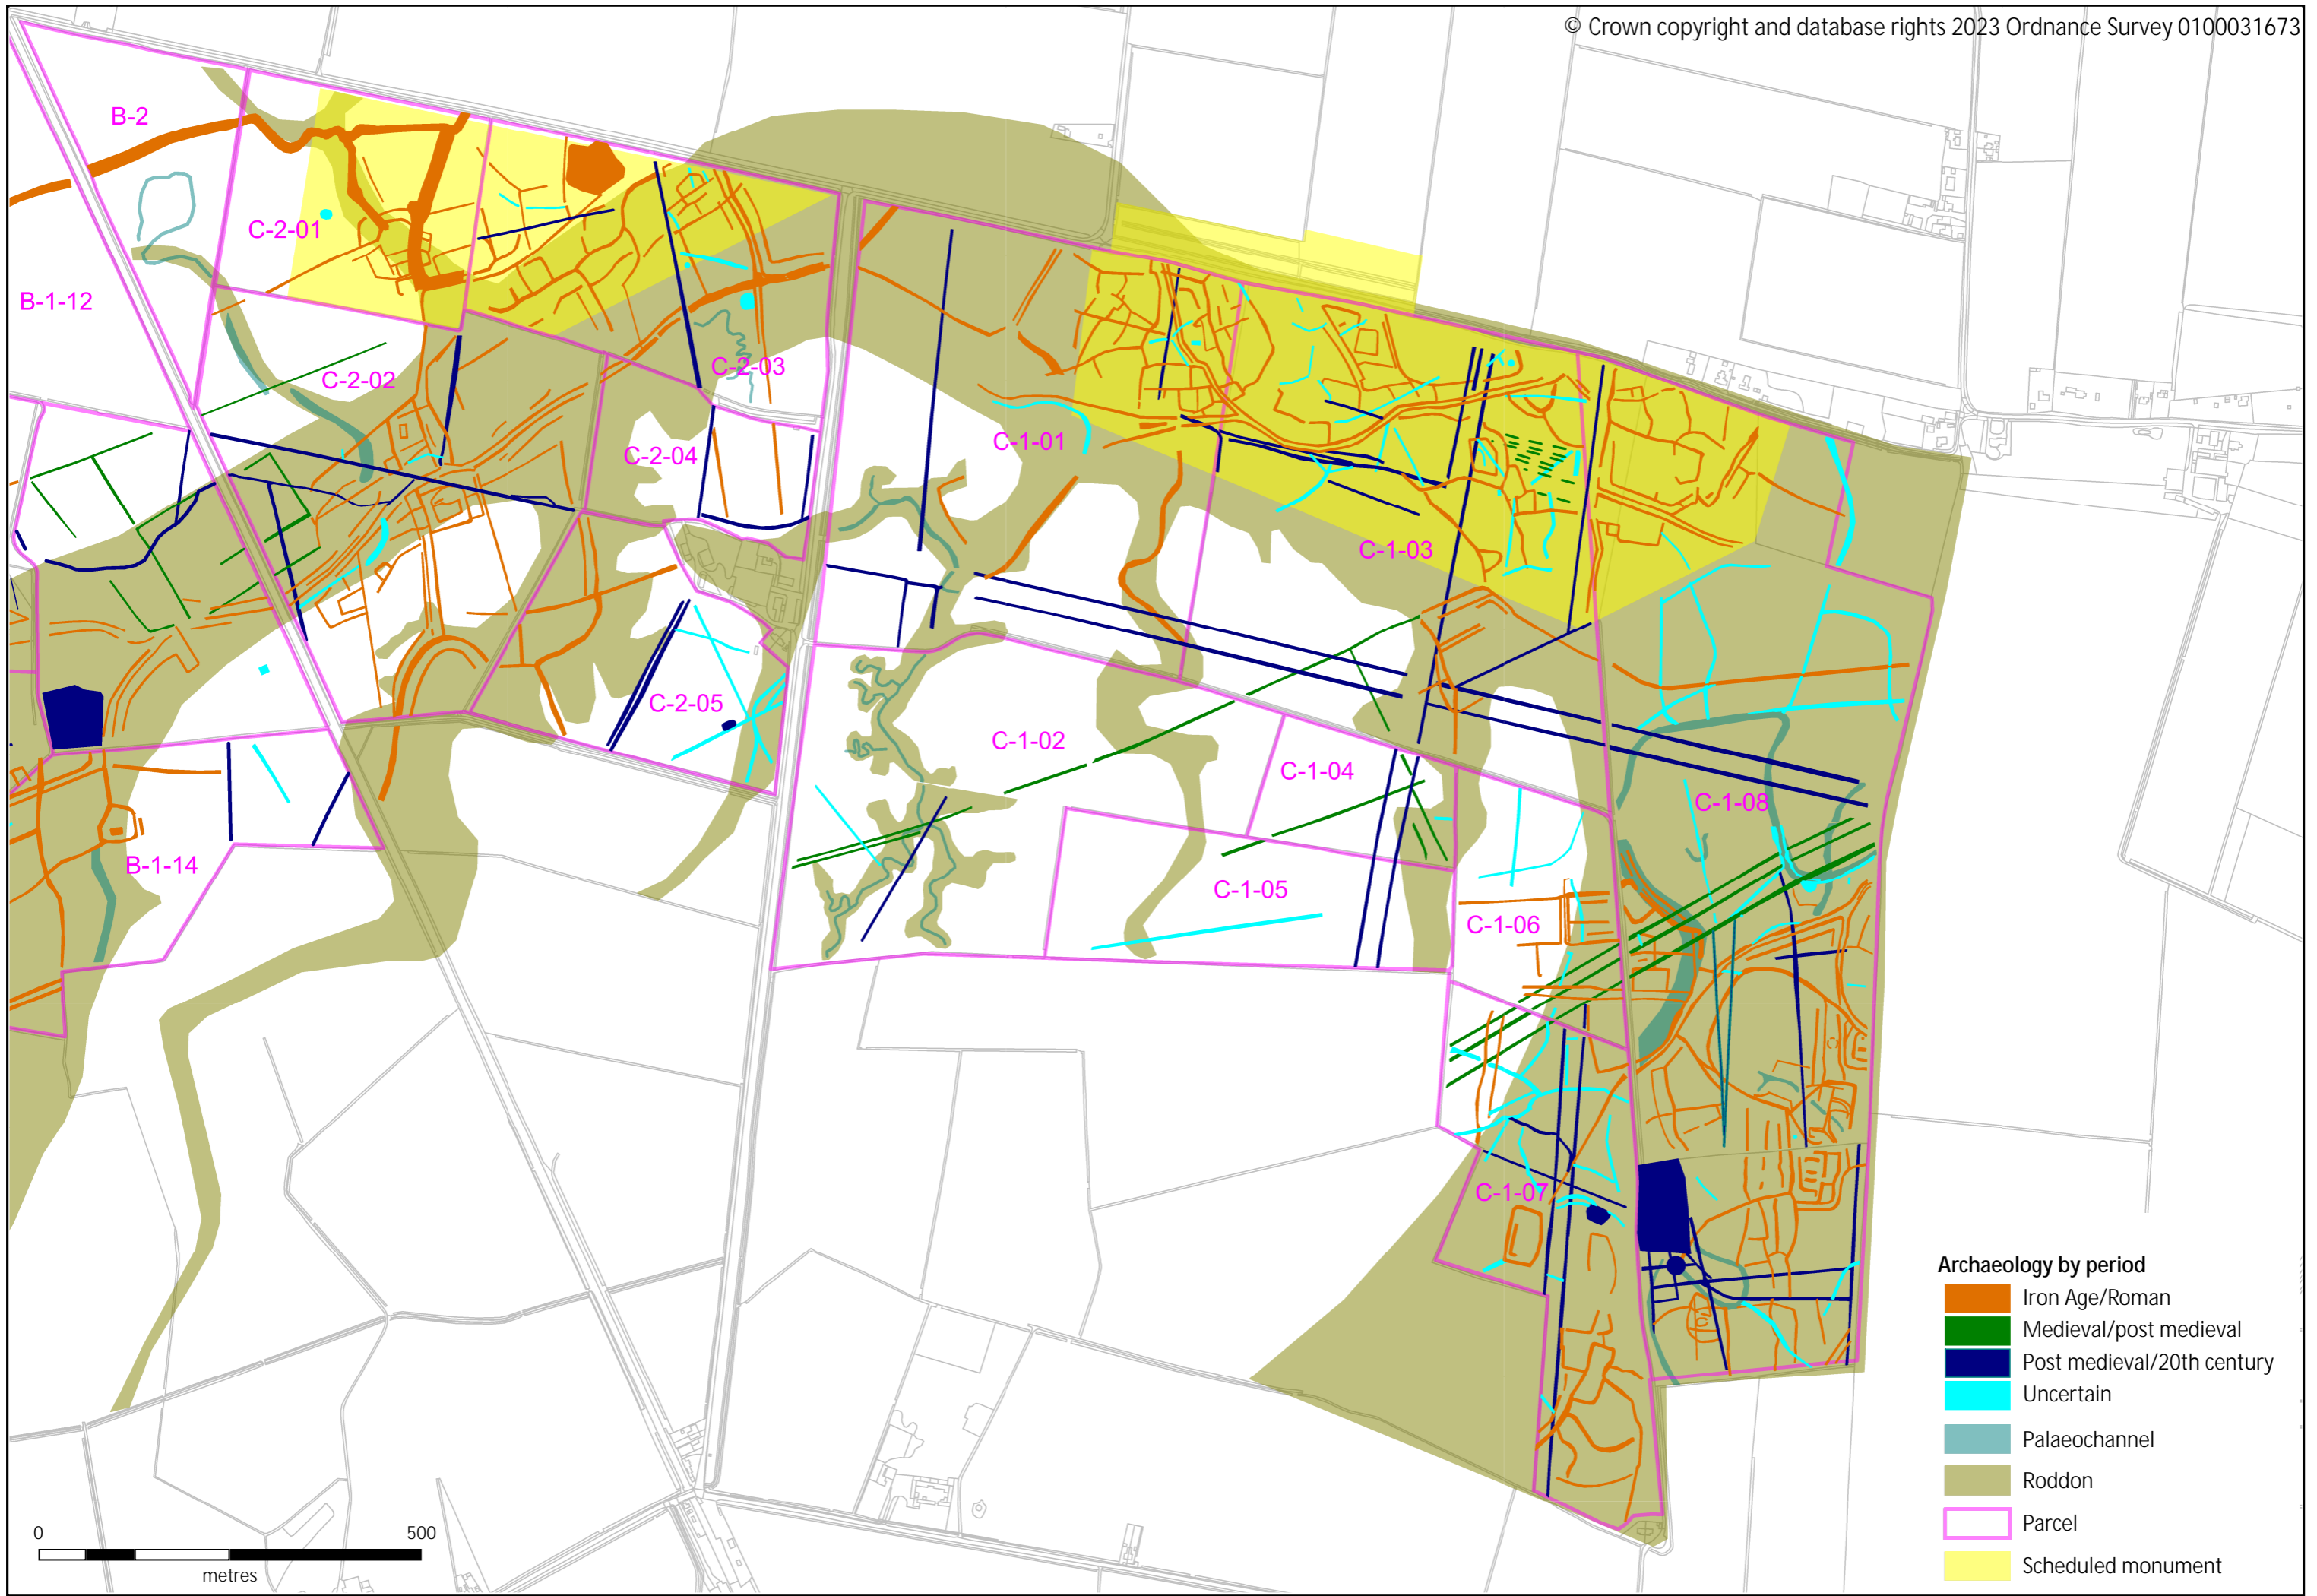 © Crown copyright and database rights 2023 Ordnance Survey 0100031673
B-2
C-2-01
B-1-12
C-2-02
C-2-03
C-2-04
C-1-01
C-1-03
C-2-05
C-1-02
C-1-04
C-1-08
B-1-14
C-1-05
C-1-06
C-1-07
Archaeology by period
Iron Age/Roman
Medieval/post medieval
Post medieval/20th century
Uncertain
Palaeochannel
Roddon
Parcel
Scheduled monument
0 500
metres